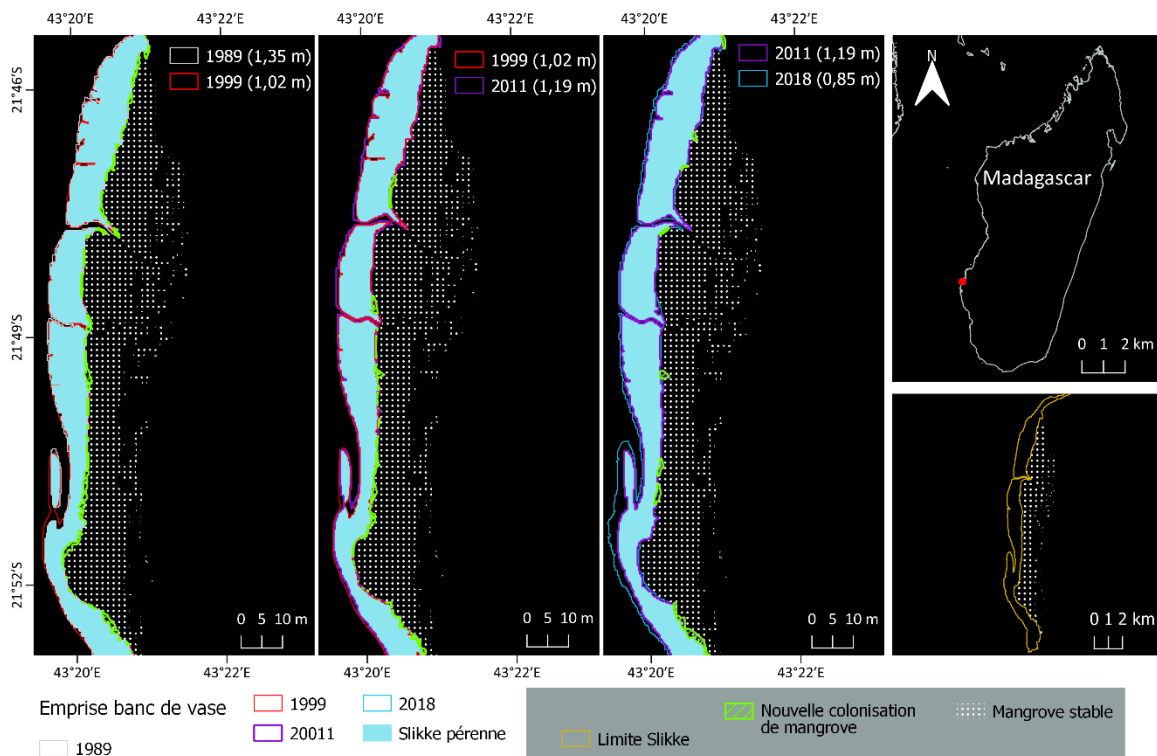 43°20'E 43°22'E 43°20'E 43°22'E 43°20'E 43°22'E
21°46'S
21°49'S
21°52'S
1989 (1,35 m)
1999 (1,02 m)
0 5 10 m
1999 (1,02 m)
2011 (1,19 m)
0 5 10 m
2011 (1,19 m)
2018 (0,85 m)
0 5 10 m
N
Madagascar
0 1 2 km
0 1 2 km
43°20'E 43°22'E 43°20'E 43°22'E 43°20'E 43°22'E
Emprise banc de vase
1989
1999
20011
2018
Slikke pérenne
Limite Slikke
Nouvelle colonisation
de mangrove
Mangrove stable